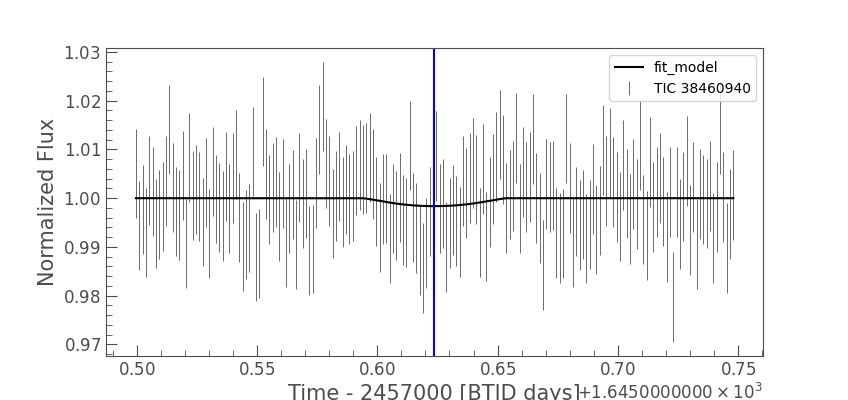 1.03
1.02
1.01
1.00
0.99
0.98
0.97
Normalized Flux
fit_model
TIC 38460940
0.50 0.55 0.60 0.65 0.70 0.75
Time - 2457000 [BTJD days]
+1.6450000000 × 10³